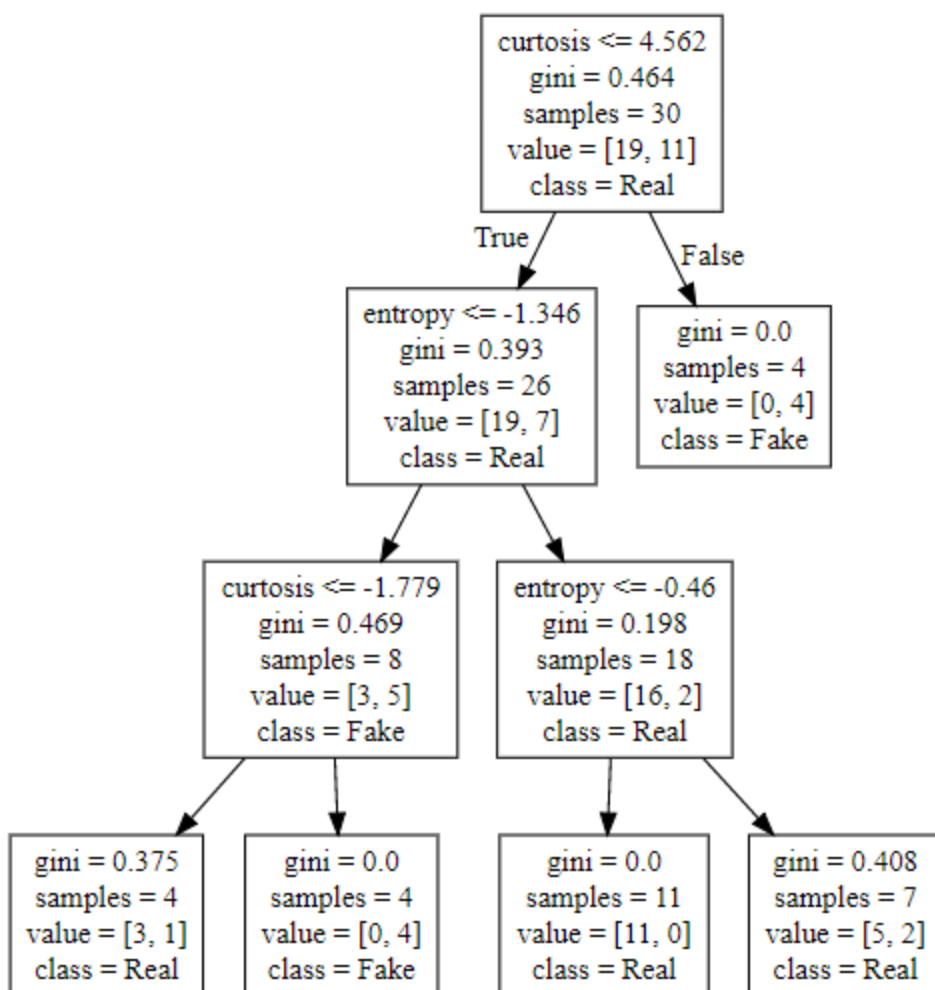 curtosis <= 4.562
gini = 0.464
samples = 30
value = [19, 11]
class = Real
True
False
entropy <= -1.346
gini = 0.393
samples = 26
value = [19, 7]
class = Real
gini = 0.0
samples = 4
value = [0, 4]
class = Fake
curtosis <= -1.779
gini = 0.469
samples = 8
value = [3, 5]
class = Fake
entropy <= -0.46
gini = 0.198
samples = 18
value = [16, 2]
class = Real
gini = 0.375
samples = 4
value = [3, 1]
class = Real
gini = 0.0
samples = 4
value = [0, 4]
class = Fake
gini = 0.0
samples = 11
value = [11, 0]
class = Real
gini = 0.408
samples = 7
value = [5, 2]
class = Real